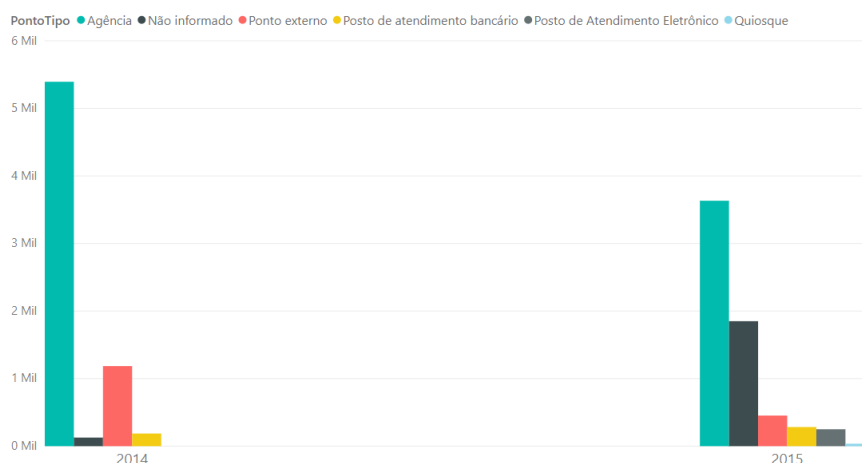 PontoTipo Agência Não informado Ponto externo Posto de atendimento bancário Posto de Atendimento Eletrônico Quiosque
6 Mil
5 Mil
4 Mil
3 Mil
2 Mil
1 Mil
0 Mil
2014 2015